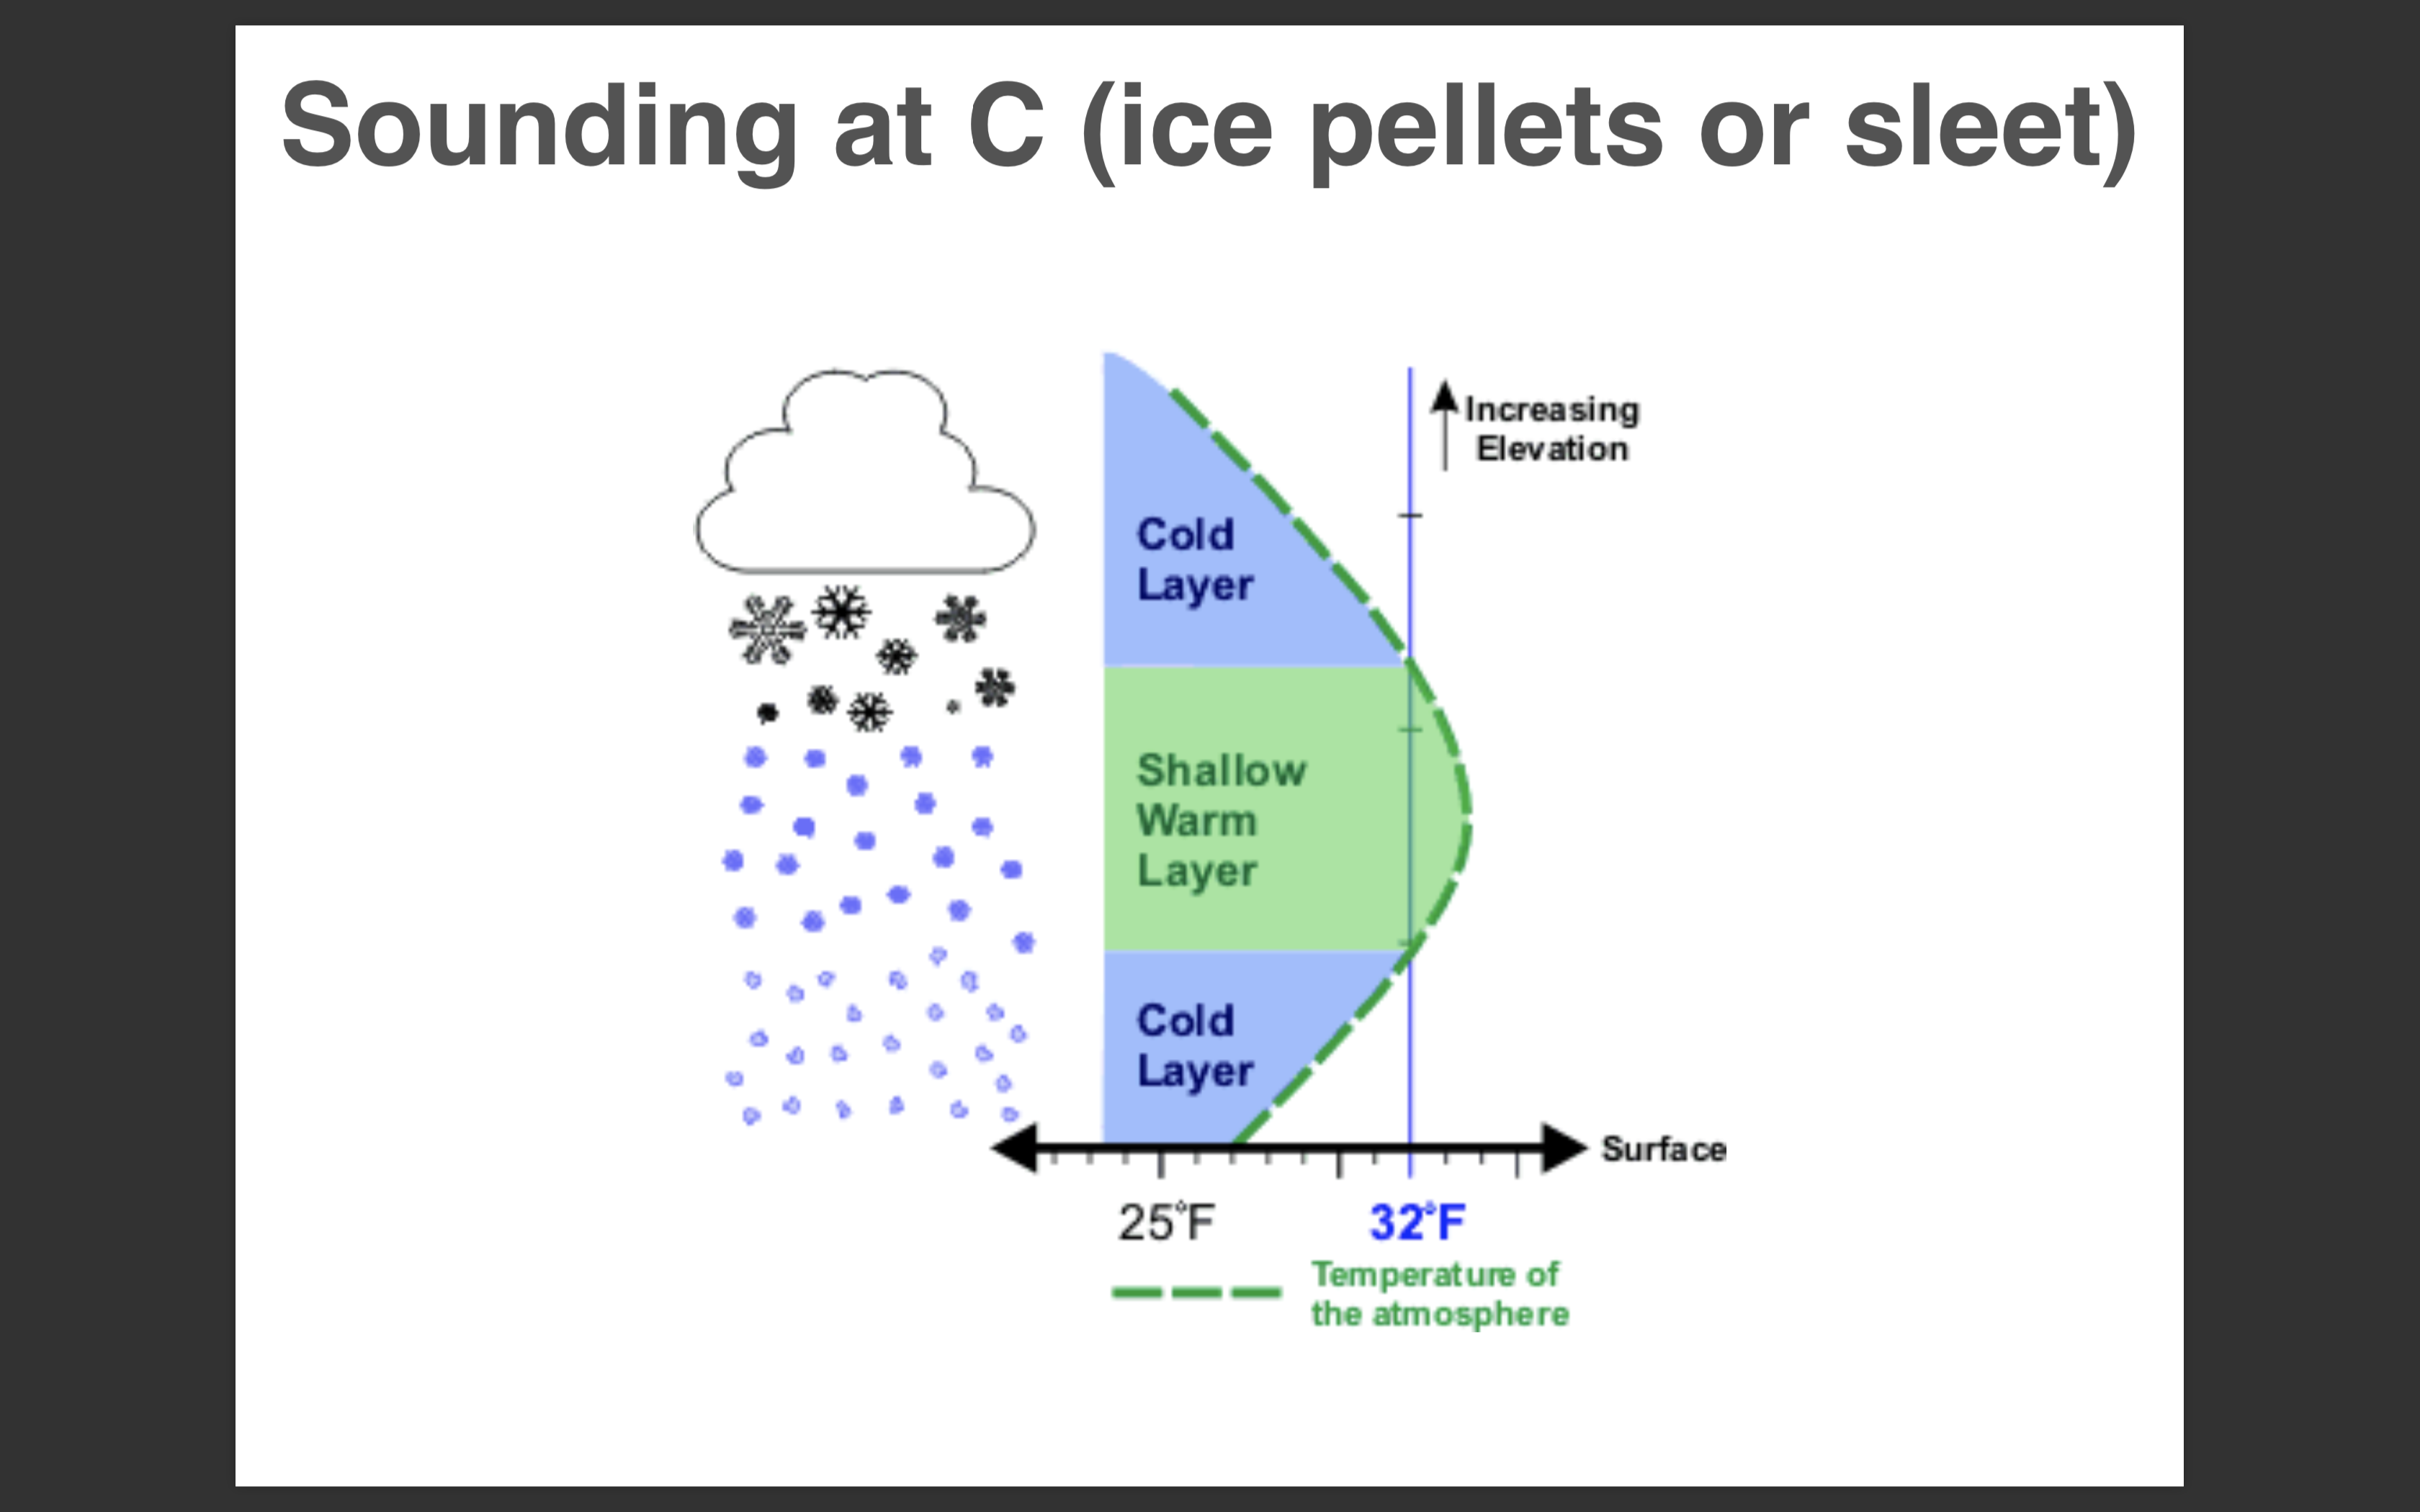 Sounding at C (ice pellets or sleet)
Increasing
Elevation
Cold
Layer
Shallow
Warm
Layer
Cold
Layer
Surface
25°F
32°F
Temperature of
the atmosphere